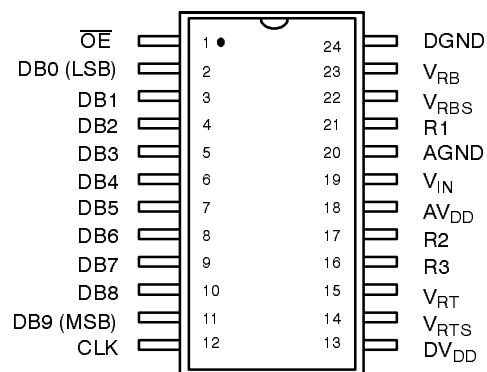 OE 1 24 DGND
DB0 (LSB) 2 23 VRB
DB1 3 22 VRBS
DB2 4 21 R1
DB3 5 20 AGND
DB4 6 19 VIN
DB5 7 18 AVDD
DB6 8 17 R2
DB7 9 16 R3
DB8 10 15 VRT
DB9 (MSB) 11 14 VRTS
CLK 12 13 DVDD